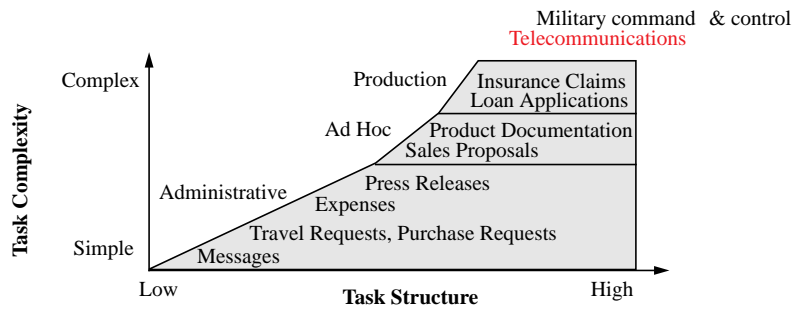 Military command & control
Telecommunications
Complex
Production
Insurance Claims
Loan Applications
Ad Hoc
Product Documentation
Sales Proposals
Task Complexity
Administrative
Press Releases
Expenses
Travel Requests, Purchase Requests
Simple
Messages
Low
Task Structure
High